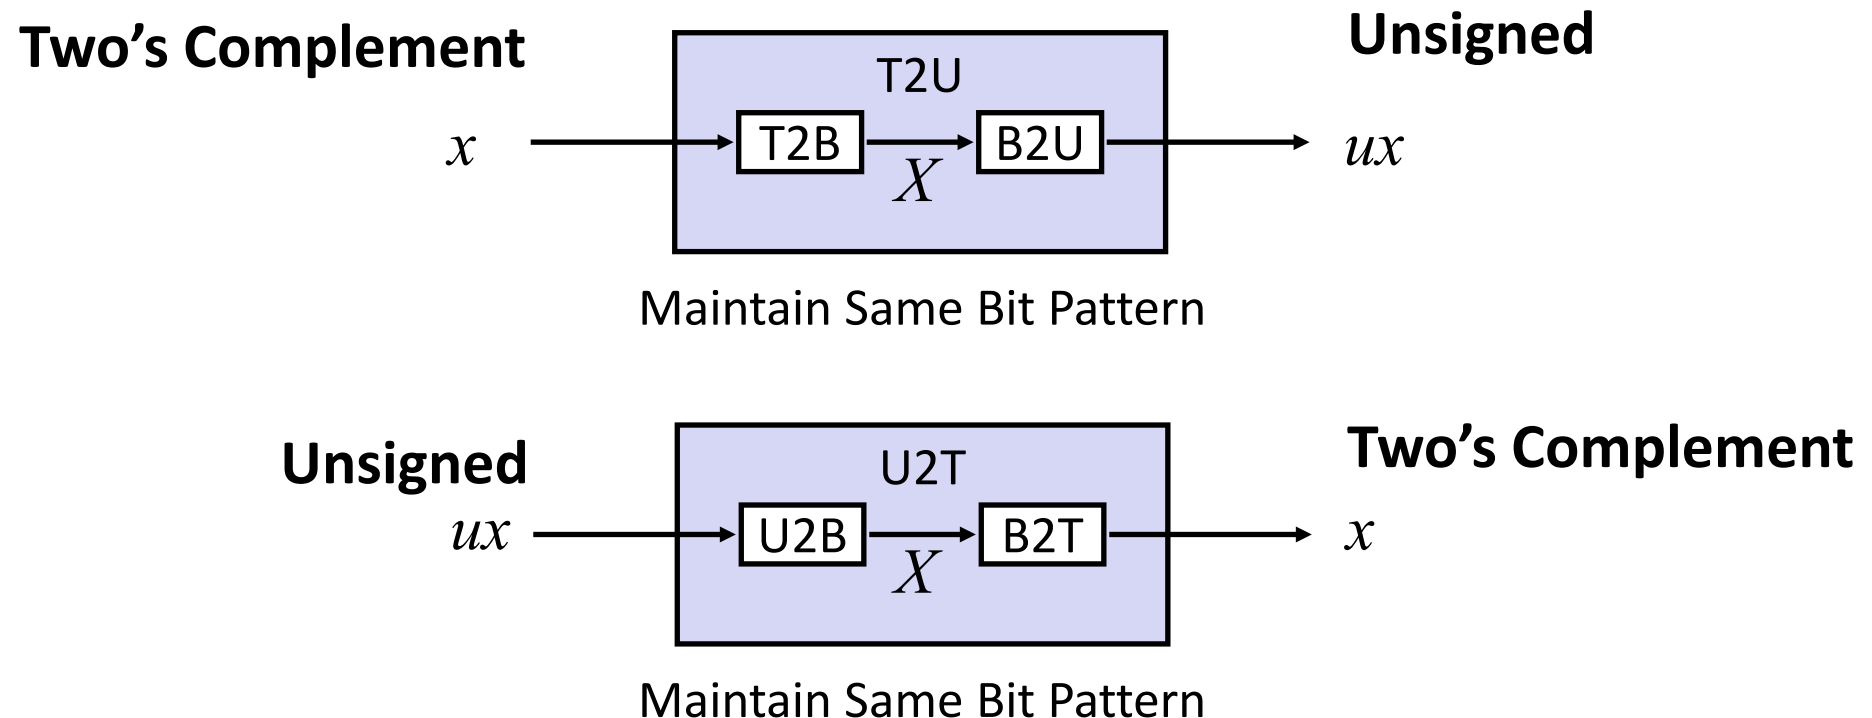 Two’s Complement
Unsigned
T2U
x
T2B
X
B2U
ux
Maintain Same Bit Pattern
Unsigned
Two’s Complement
U2T
ux
U2B
X
B2T
x
Maintain Same Bit Pattern